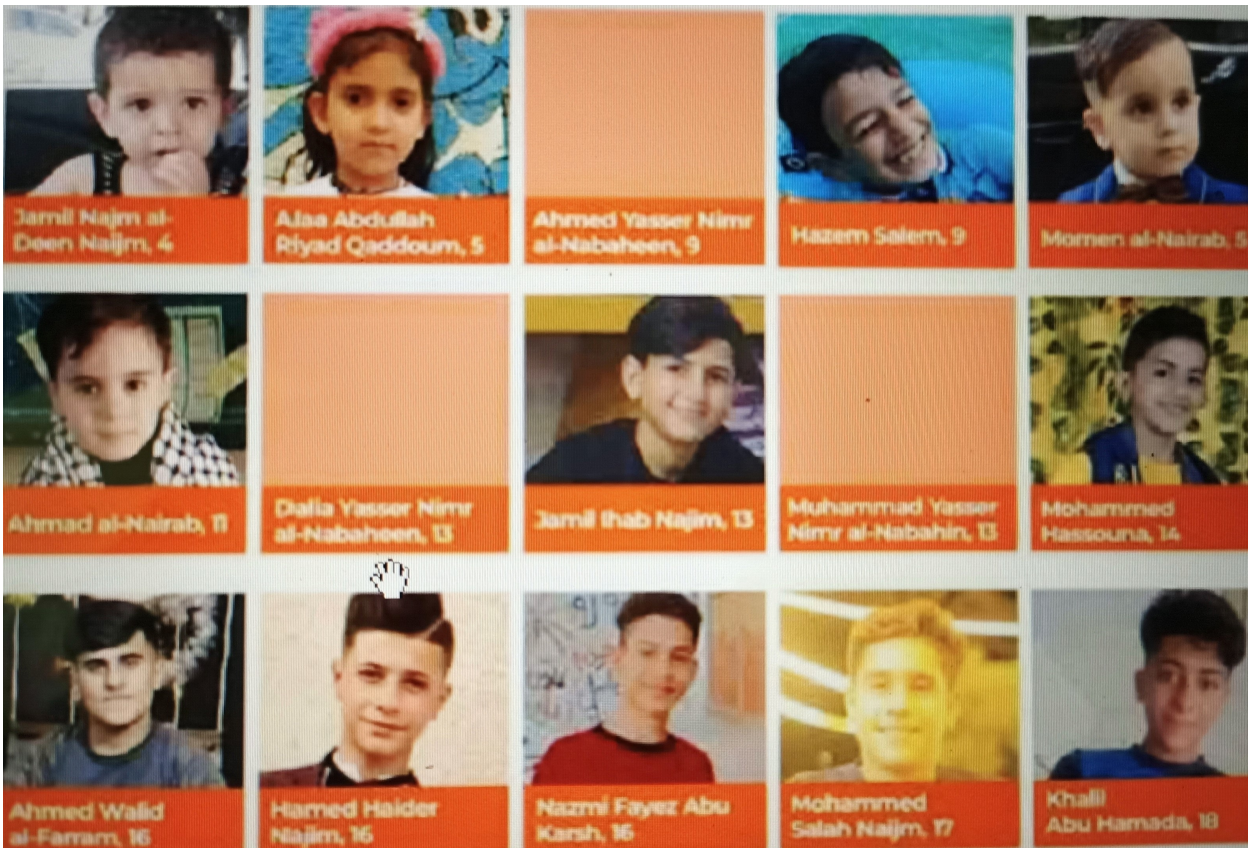 Jamil Najm al-
Deen Naijm, 4
Alaa Abdullah
Riyad Qaddoum, 5
Ahmed Yasser Nimr
al-Nabaheen, 9
Hazem Salem, 9
Momen al-Nairab, 5
Ahmad al-Nairab, 11
Dalia Yasser Nimr
al-Nabaheen, 13
Jamil Ihab Najim, 13
Muhammad Yasser
Nimr al-Nabahin, 13
Mohammed
Hassouna, 14
Ahmed Walid
al-Farram, 16
Hamed Haider
Najim, 16
Nazmi Fayez Abu
Karsh, 16
Mohammed
Salah Naijm, 17
Khalil
Abu Hamada, 18